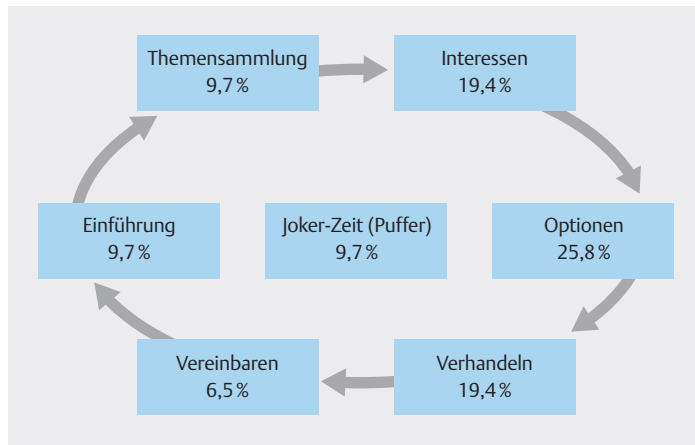 Themensammlung
9,7 %
Interessen
19,4 %
Einführung
9,7 %
Joker-Zeit (Puffer)
9,7 %
Optionen
25,8 %
Vereinbaren
6,5 %
Verhandeln
19,4 %